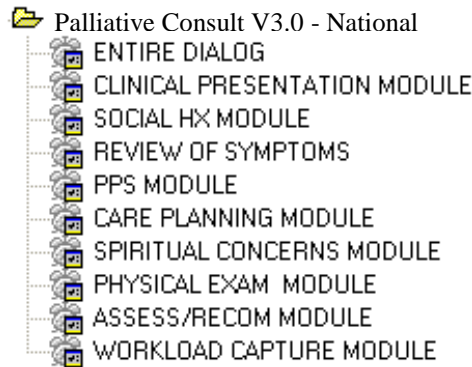 Palliative Consult V3.0 - National
ENTIRE DIALOG
CLINICAL PRESENTATION MODULE
SOCIAL HX MODULE
REVIEW OF SYMPTOMS
PPS MODULE
CARE PLANNING MODULE
SPIRITUAL CONCERNS MODULE
PHYSICAL EXAM  MODULE
ASSESS/RECOM MODULE
WORKLOAD CAPTURE MODULE